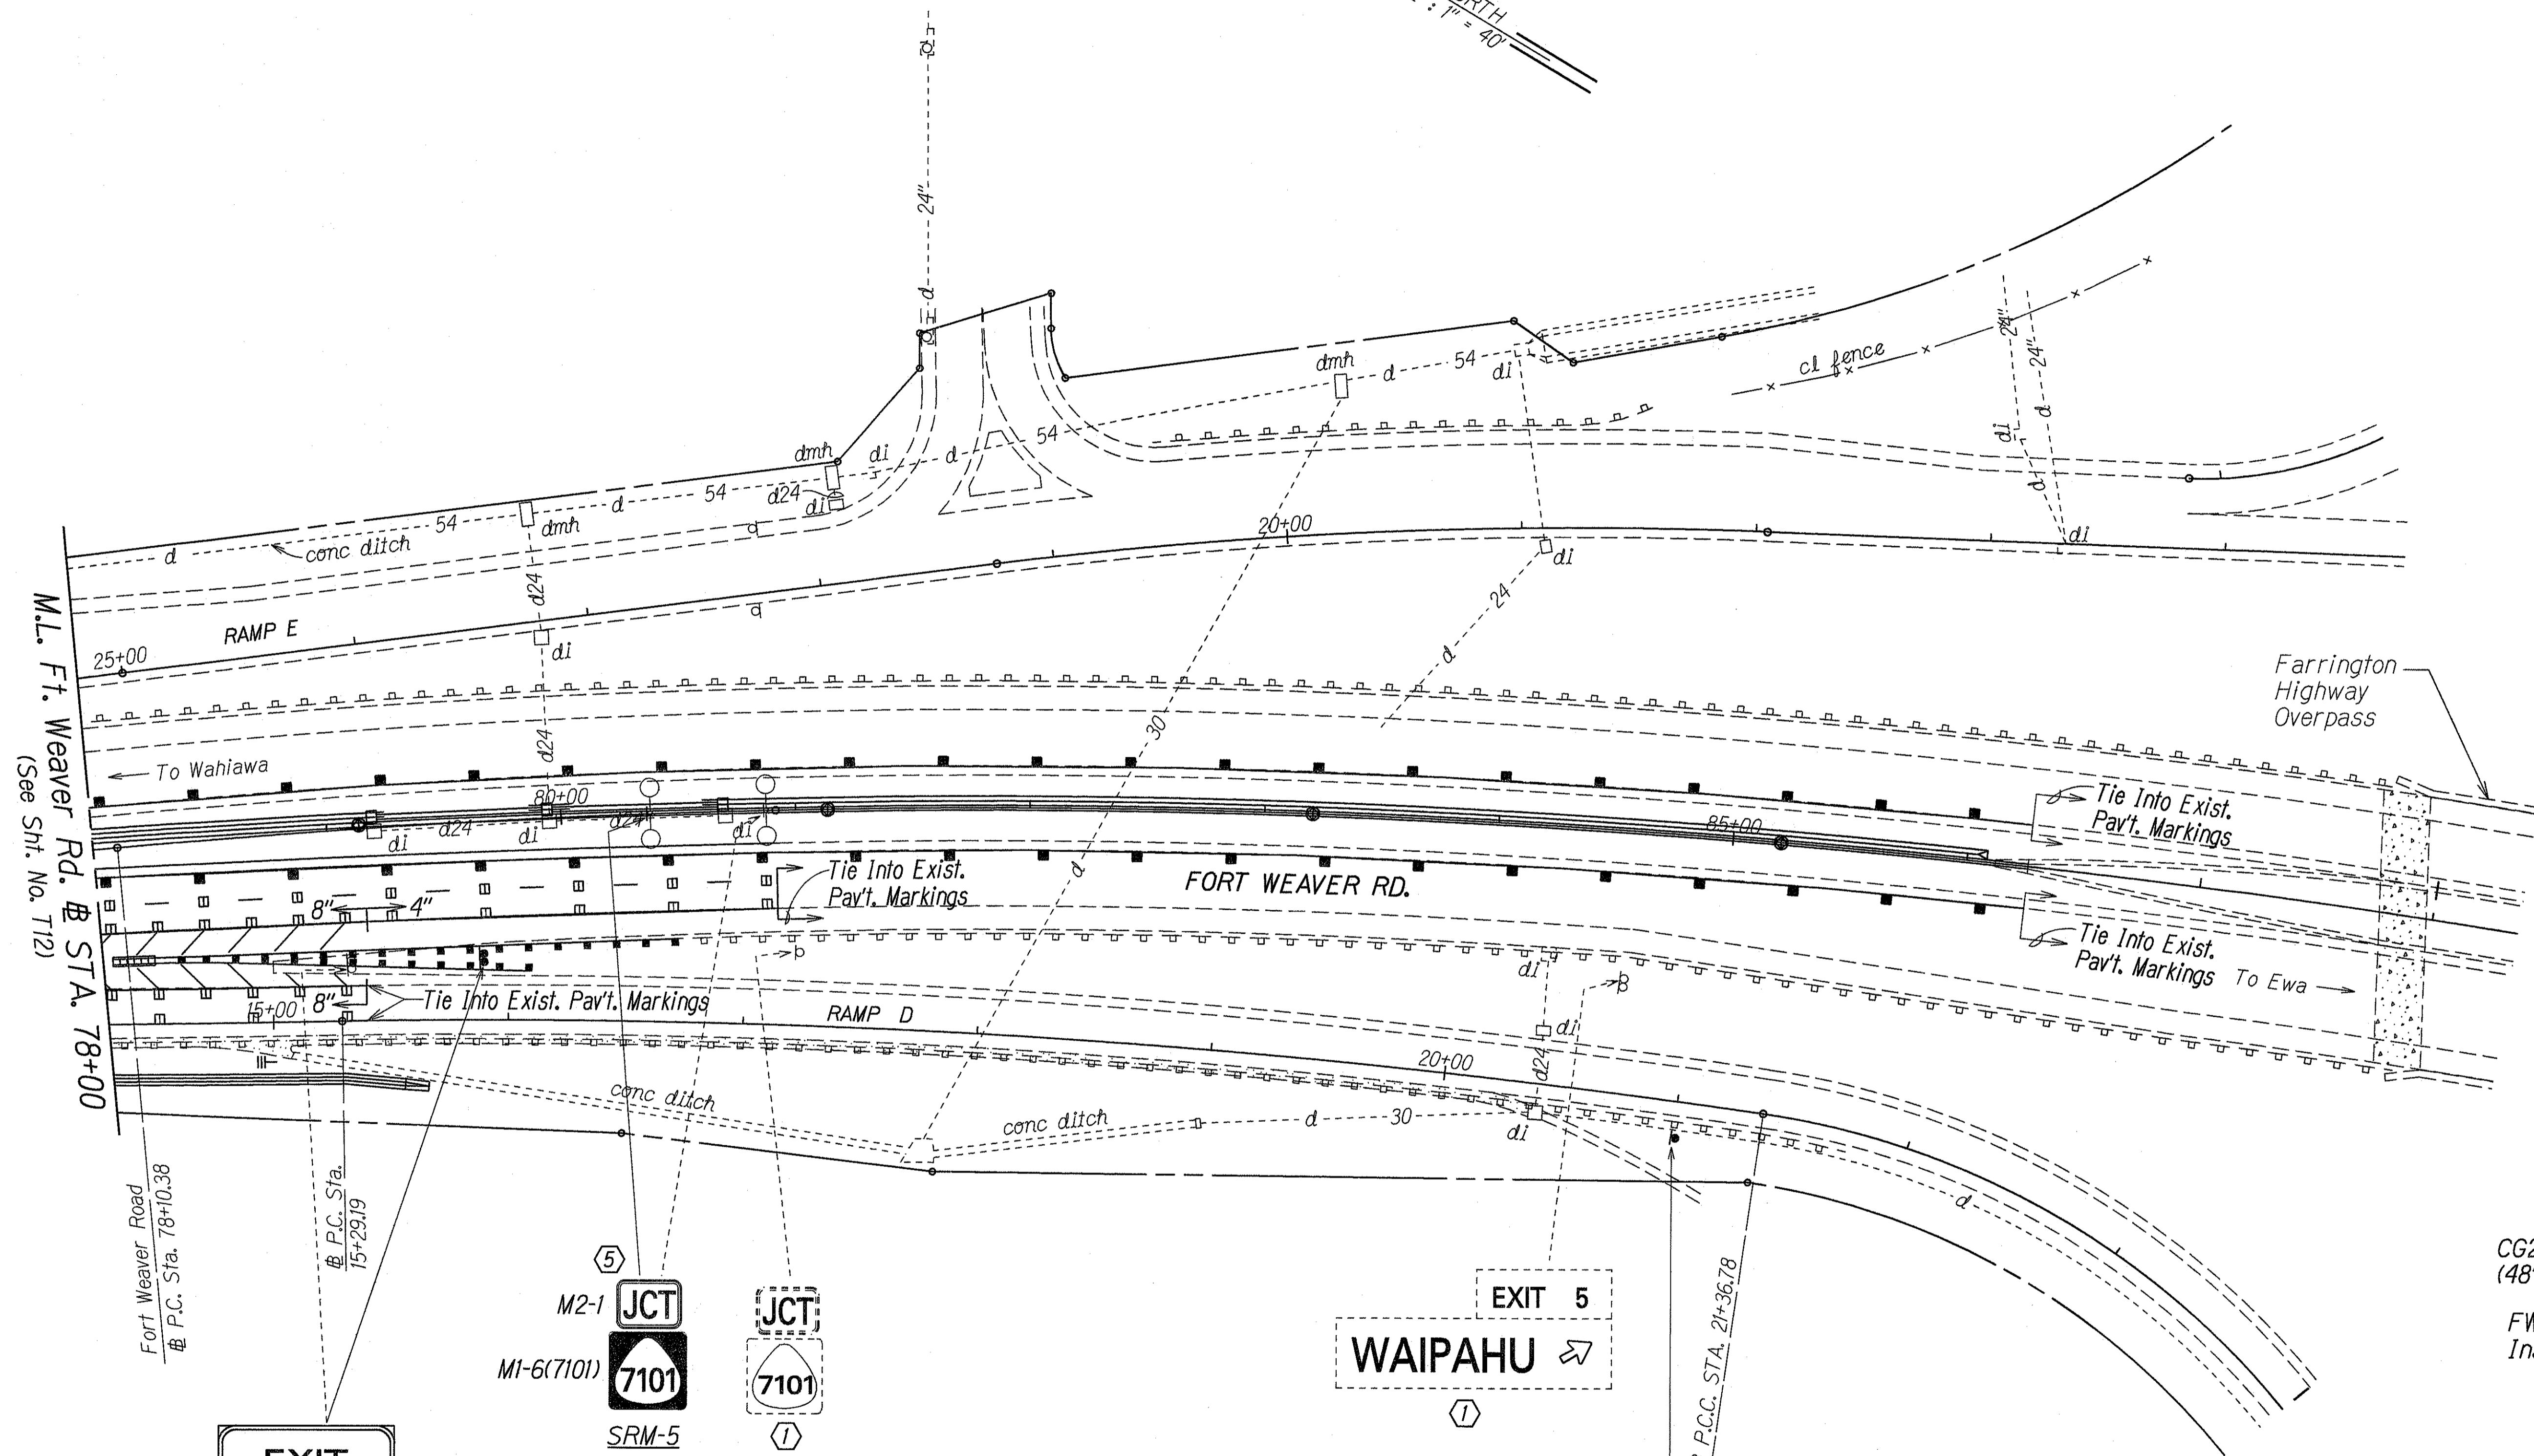 1" = 40'
24"
d
dmh
d
54
di
cl fence
24"
24"
d
di
d
di
54
dmh
di
d
d24
di
54
d
54
dmh
d
conc ditch
20+00
di
d24
24
d
RAMP E
25+00
di
30
d
d24
Farrington
Highway
Overpass
To Wahiawa
80+00
d24
d24
di
di
di
85+00
Tie Into Exist.
Pav't. Markings
Tie Into Exist.
Pav't. Markings
FORT WEAVER RD.
Tie Into Exist.
Pav't. Markings
To Ewa
8"
4"
M.L. Ft. Weaver Rd. ␢ STA. 78+00
(See Sht. No. T12)
15+00
8"
Tie Into Exist. Pav't. Markings
RAMP D
di
di
d24
20+00
conc ditch
conc ditch
d
30
di
d
Fort Weaver Road
P.C. Sta. 78+10.38
P.C. Sta.
15+29.19
5
M2-1
JCT
M1-6(7101)
7101
SRM-5
JCT
7101
1
EXIT 5
WAIPAHU
1
P.C.C. STA. 21+36.78
EXIT